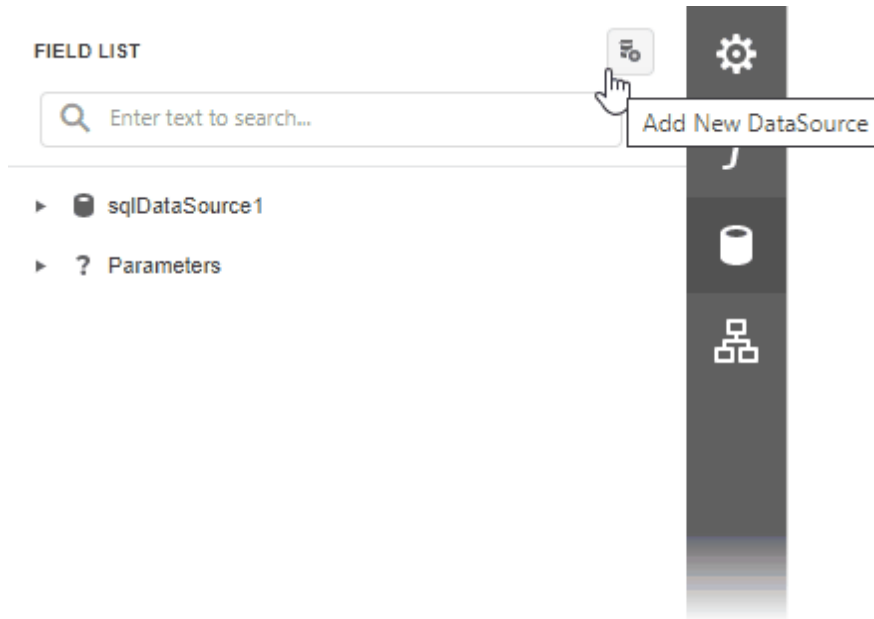 FIELD LIST
Enter text to search...
Add New DataSource
sqlDataSource1
? Parameters